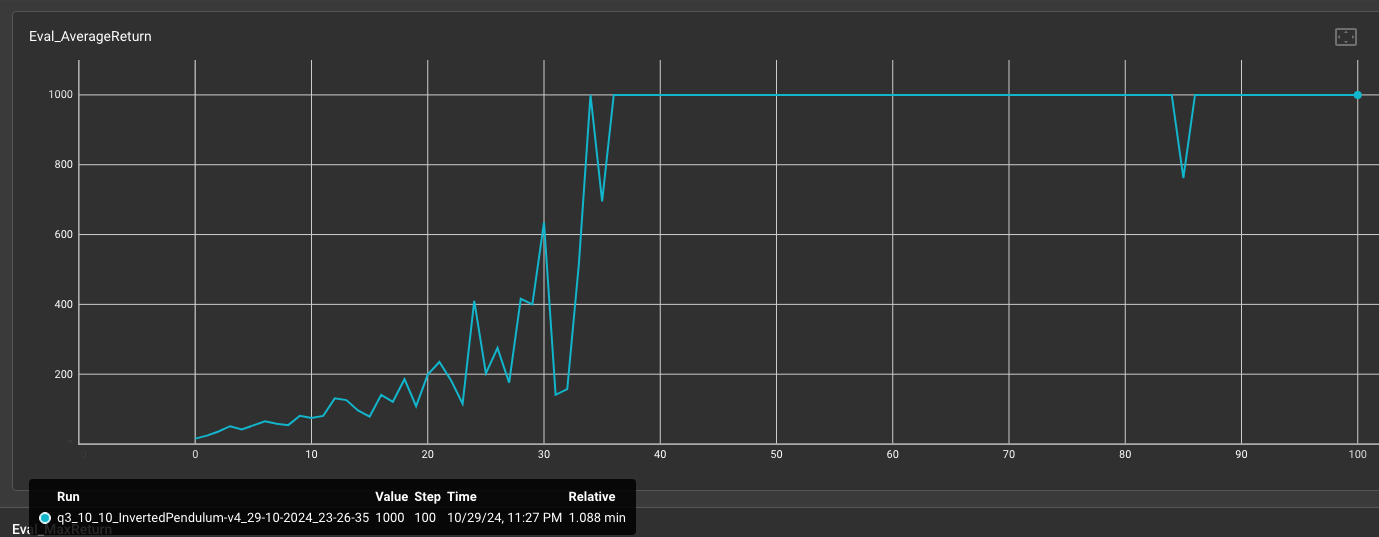 Eval_AverageReturn
1000
800
600
400
200
0 10 20 30 40 50 60 70 80 90 100
Run Value Step Time Relative
q3_10_10_InvertedPendulum-v4_29-10-2024_23-26-35 1000 100 10/29/24, 11:27 PM 1.088 min
Eval_MaxReturn